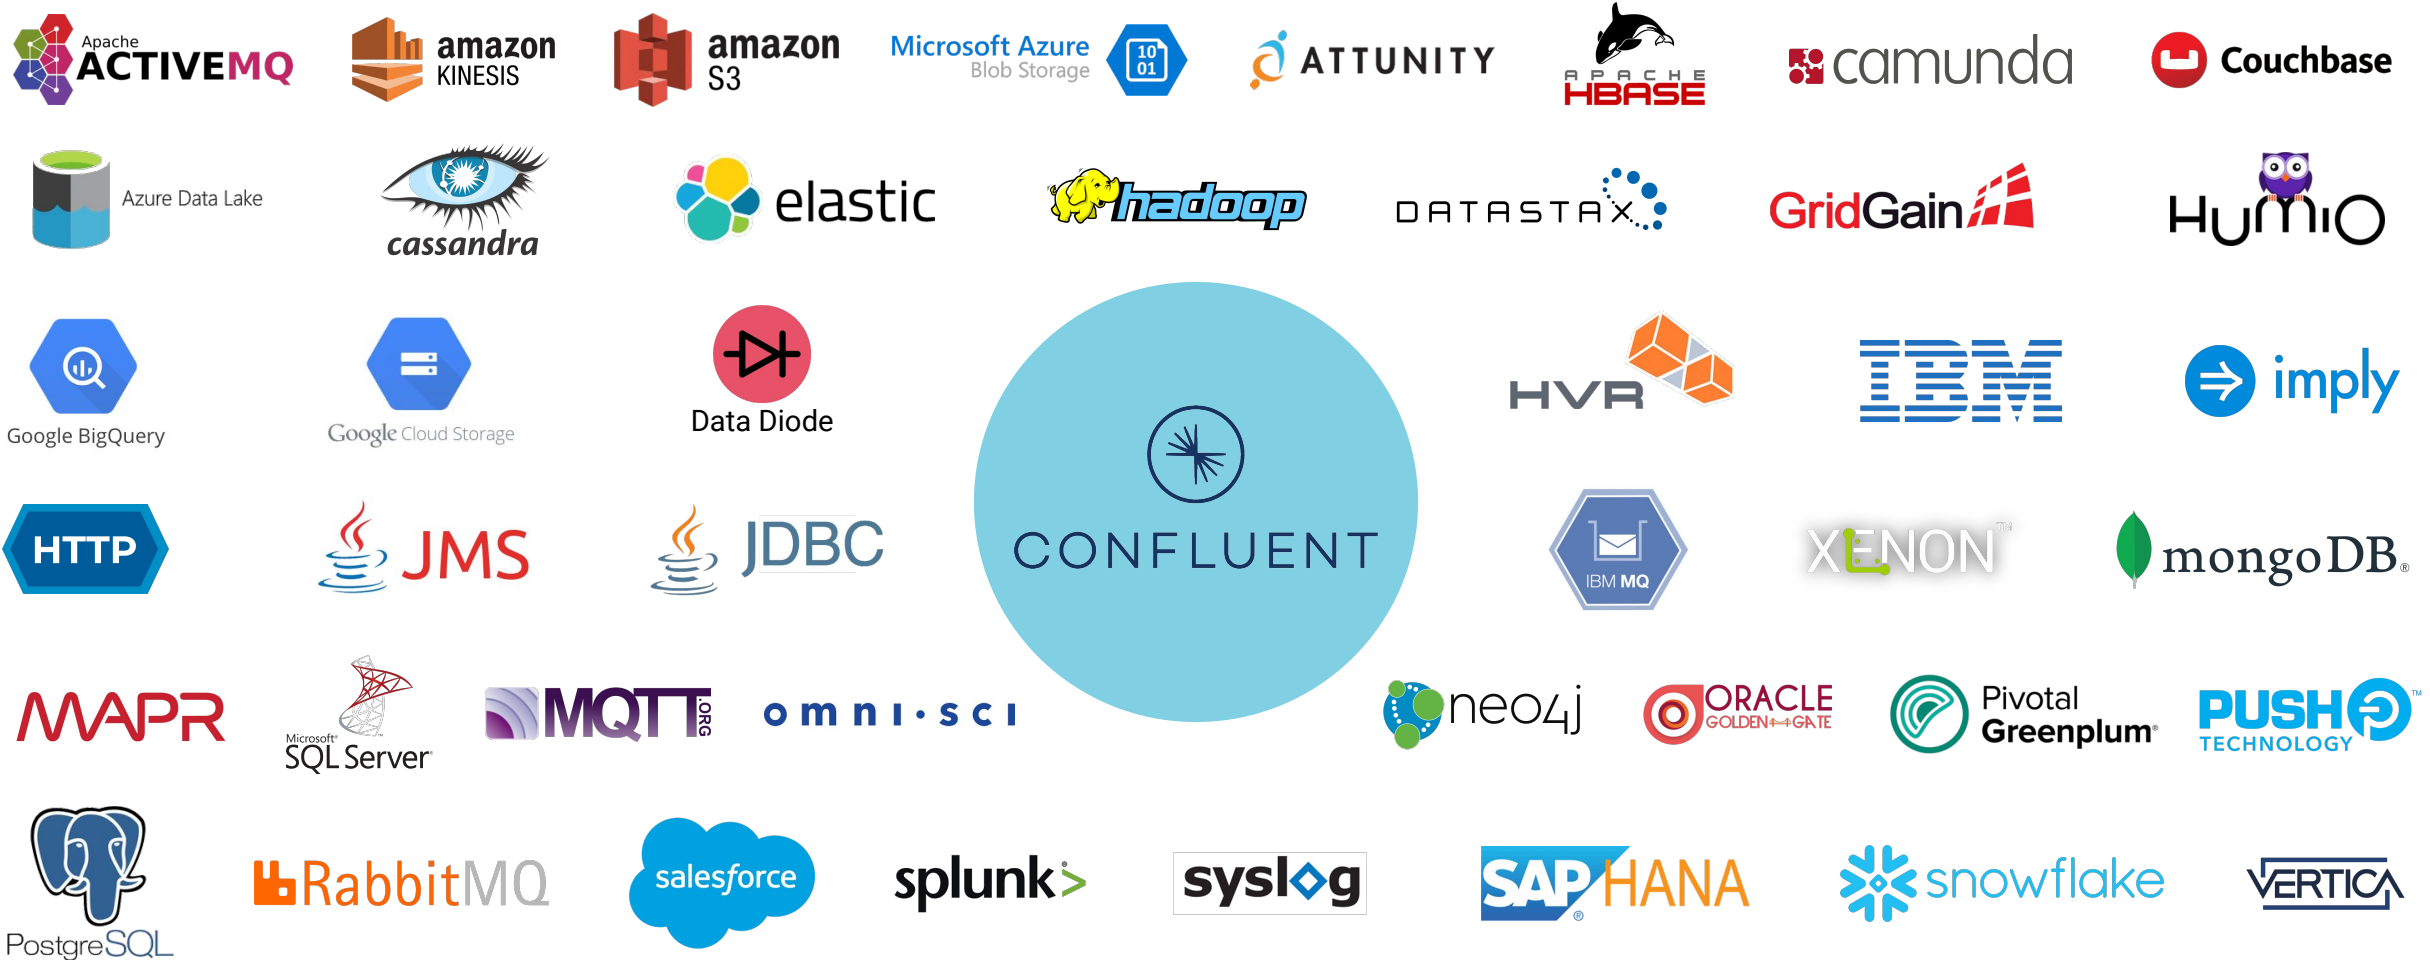 Apache
ACTIVEMQ
amazon
KINESIS
amazon
S3
Microsoft Azure
Blob Storage
10
01
ATTUNITY
APACHE
HBASE
camunda
Couchbase
Azure Data Lake
cassandra
elastic
hadoop
DATASTAX
GridGain
HUMIO
Google BigQuery
Google Cloud Storage
Data Diode
CONFLUENT
HVR
IBM
imply
HTTP
JMS
JDBC
IBM MQ
XENON™
mongoDB®
MAPR
Microsoft®
SQL Server®
MQTT.ORG
omni·sci
neo4j
ORACLE
GOLDEN GATE
Pivotal
Greenplum®
PUSH™
TECHNOLOGY
PostgreSQL
RabbitMQ
salesforce
splunk>®
syslog
SAP® HANA
snowflake
VERTICA